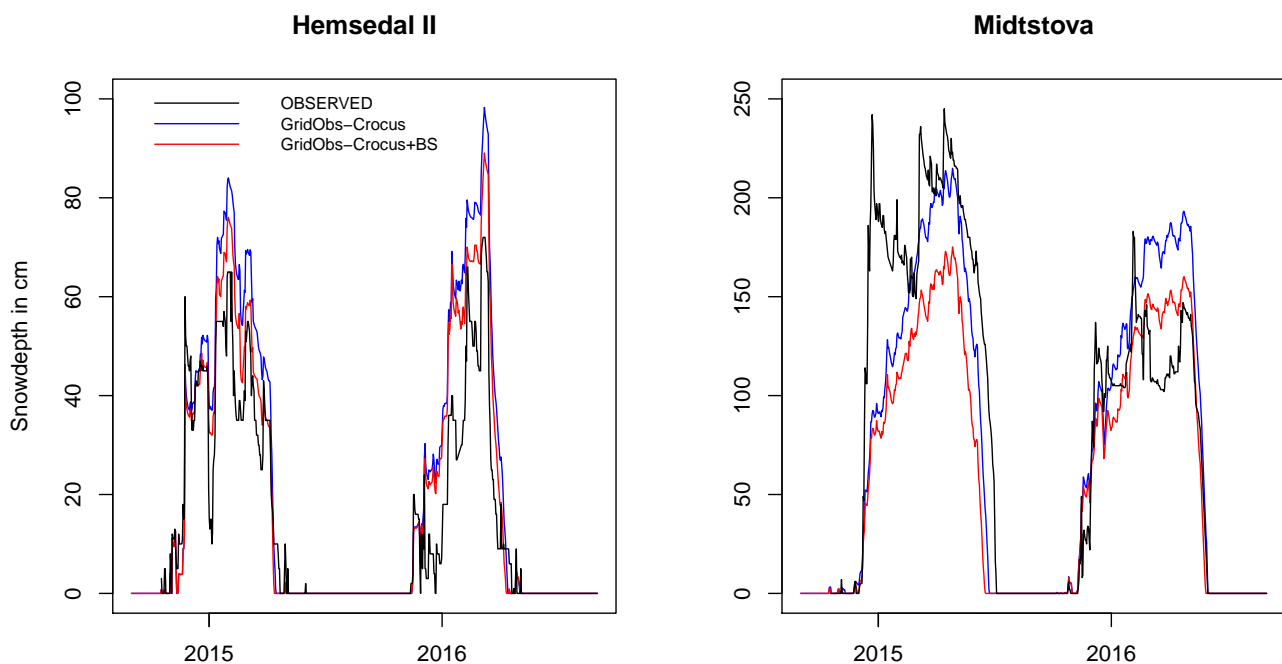 Hemsedal II
Snowdepth in cm
0
20
40
60
80
100
OBSERVED
GridObs−Crocus
GridObs−Crocus+BS
2015
2016
Midtstova
0
50
100
150
200
250
2015
2016